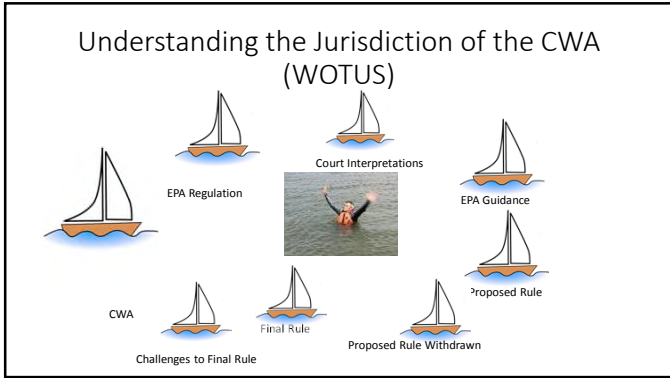 Understanding the Jurisdiction of the CWA
(WOTUS)
Court Interpretations
EPA Regulation
EPA Guidance
Proposed Rule
CWA
Final Rule
Proposed Rule Withdrawn
Challenges to Final Rule